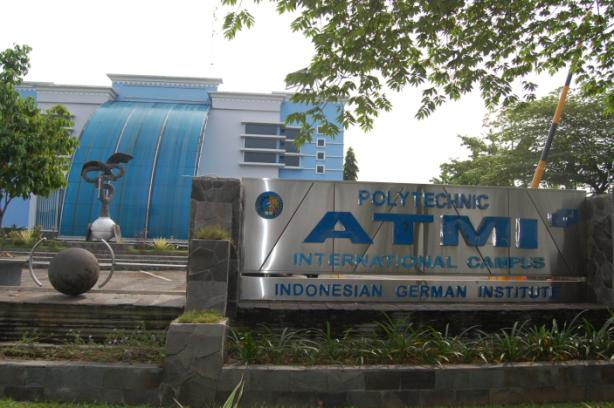 POLYTECHNIC
ATMI
INTERNATIONAL CAMPUS
INDONESIAN GERMAN INSTITUTE